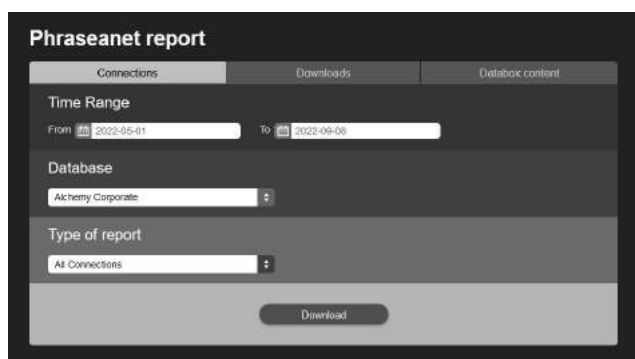 Phraseanet report
Connections Downloads Databox content
Time Range
From 2022-05-01 To 2022-09-08
Database
Alchemy Corporate
Type of report
All Connections
Download